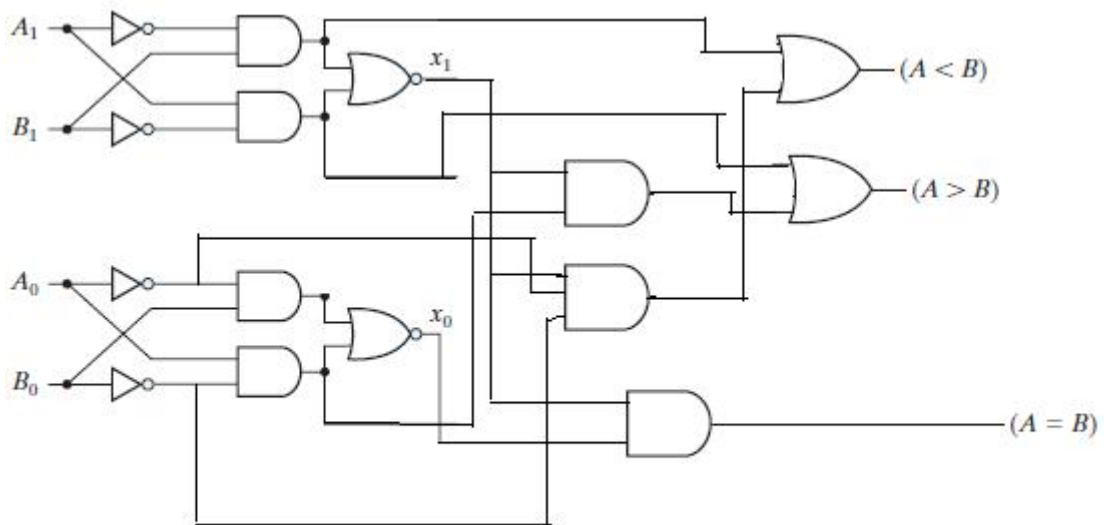 A₁
x₁
(A < B)
B₁
(A > B)
A₀
x₀
B₀
(A = B)